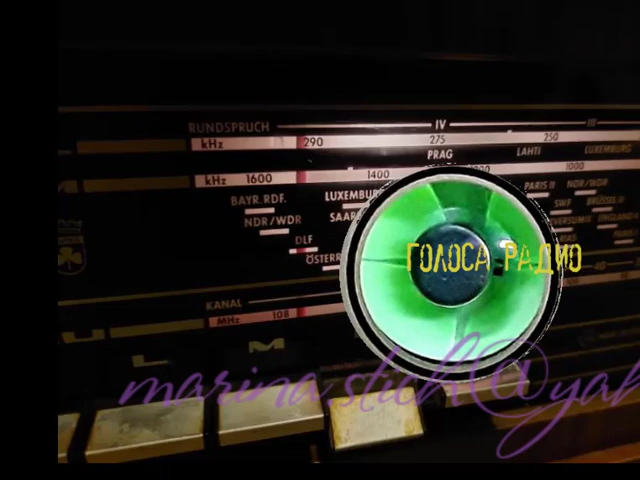 RUNDSPRUCH IV III
kHz 290 275 250
PRAG LAHTI LUXEMBURG
kHz 1600 1400 1000
BAYR. RDF. LUXEMBURG PARIS II NDR/WDR
NDR/WDR SAAR SWF
DLF
ÖSTERR
ГОЛОСА РАДИО
KANAL
MHz 108
U L M
marina.stich@yah